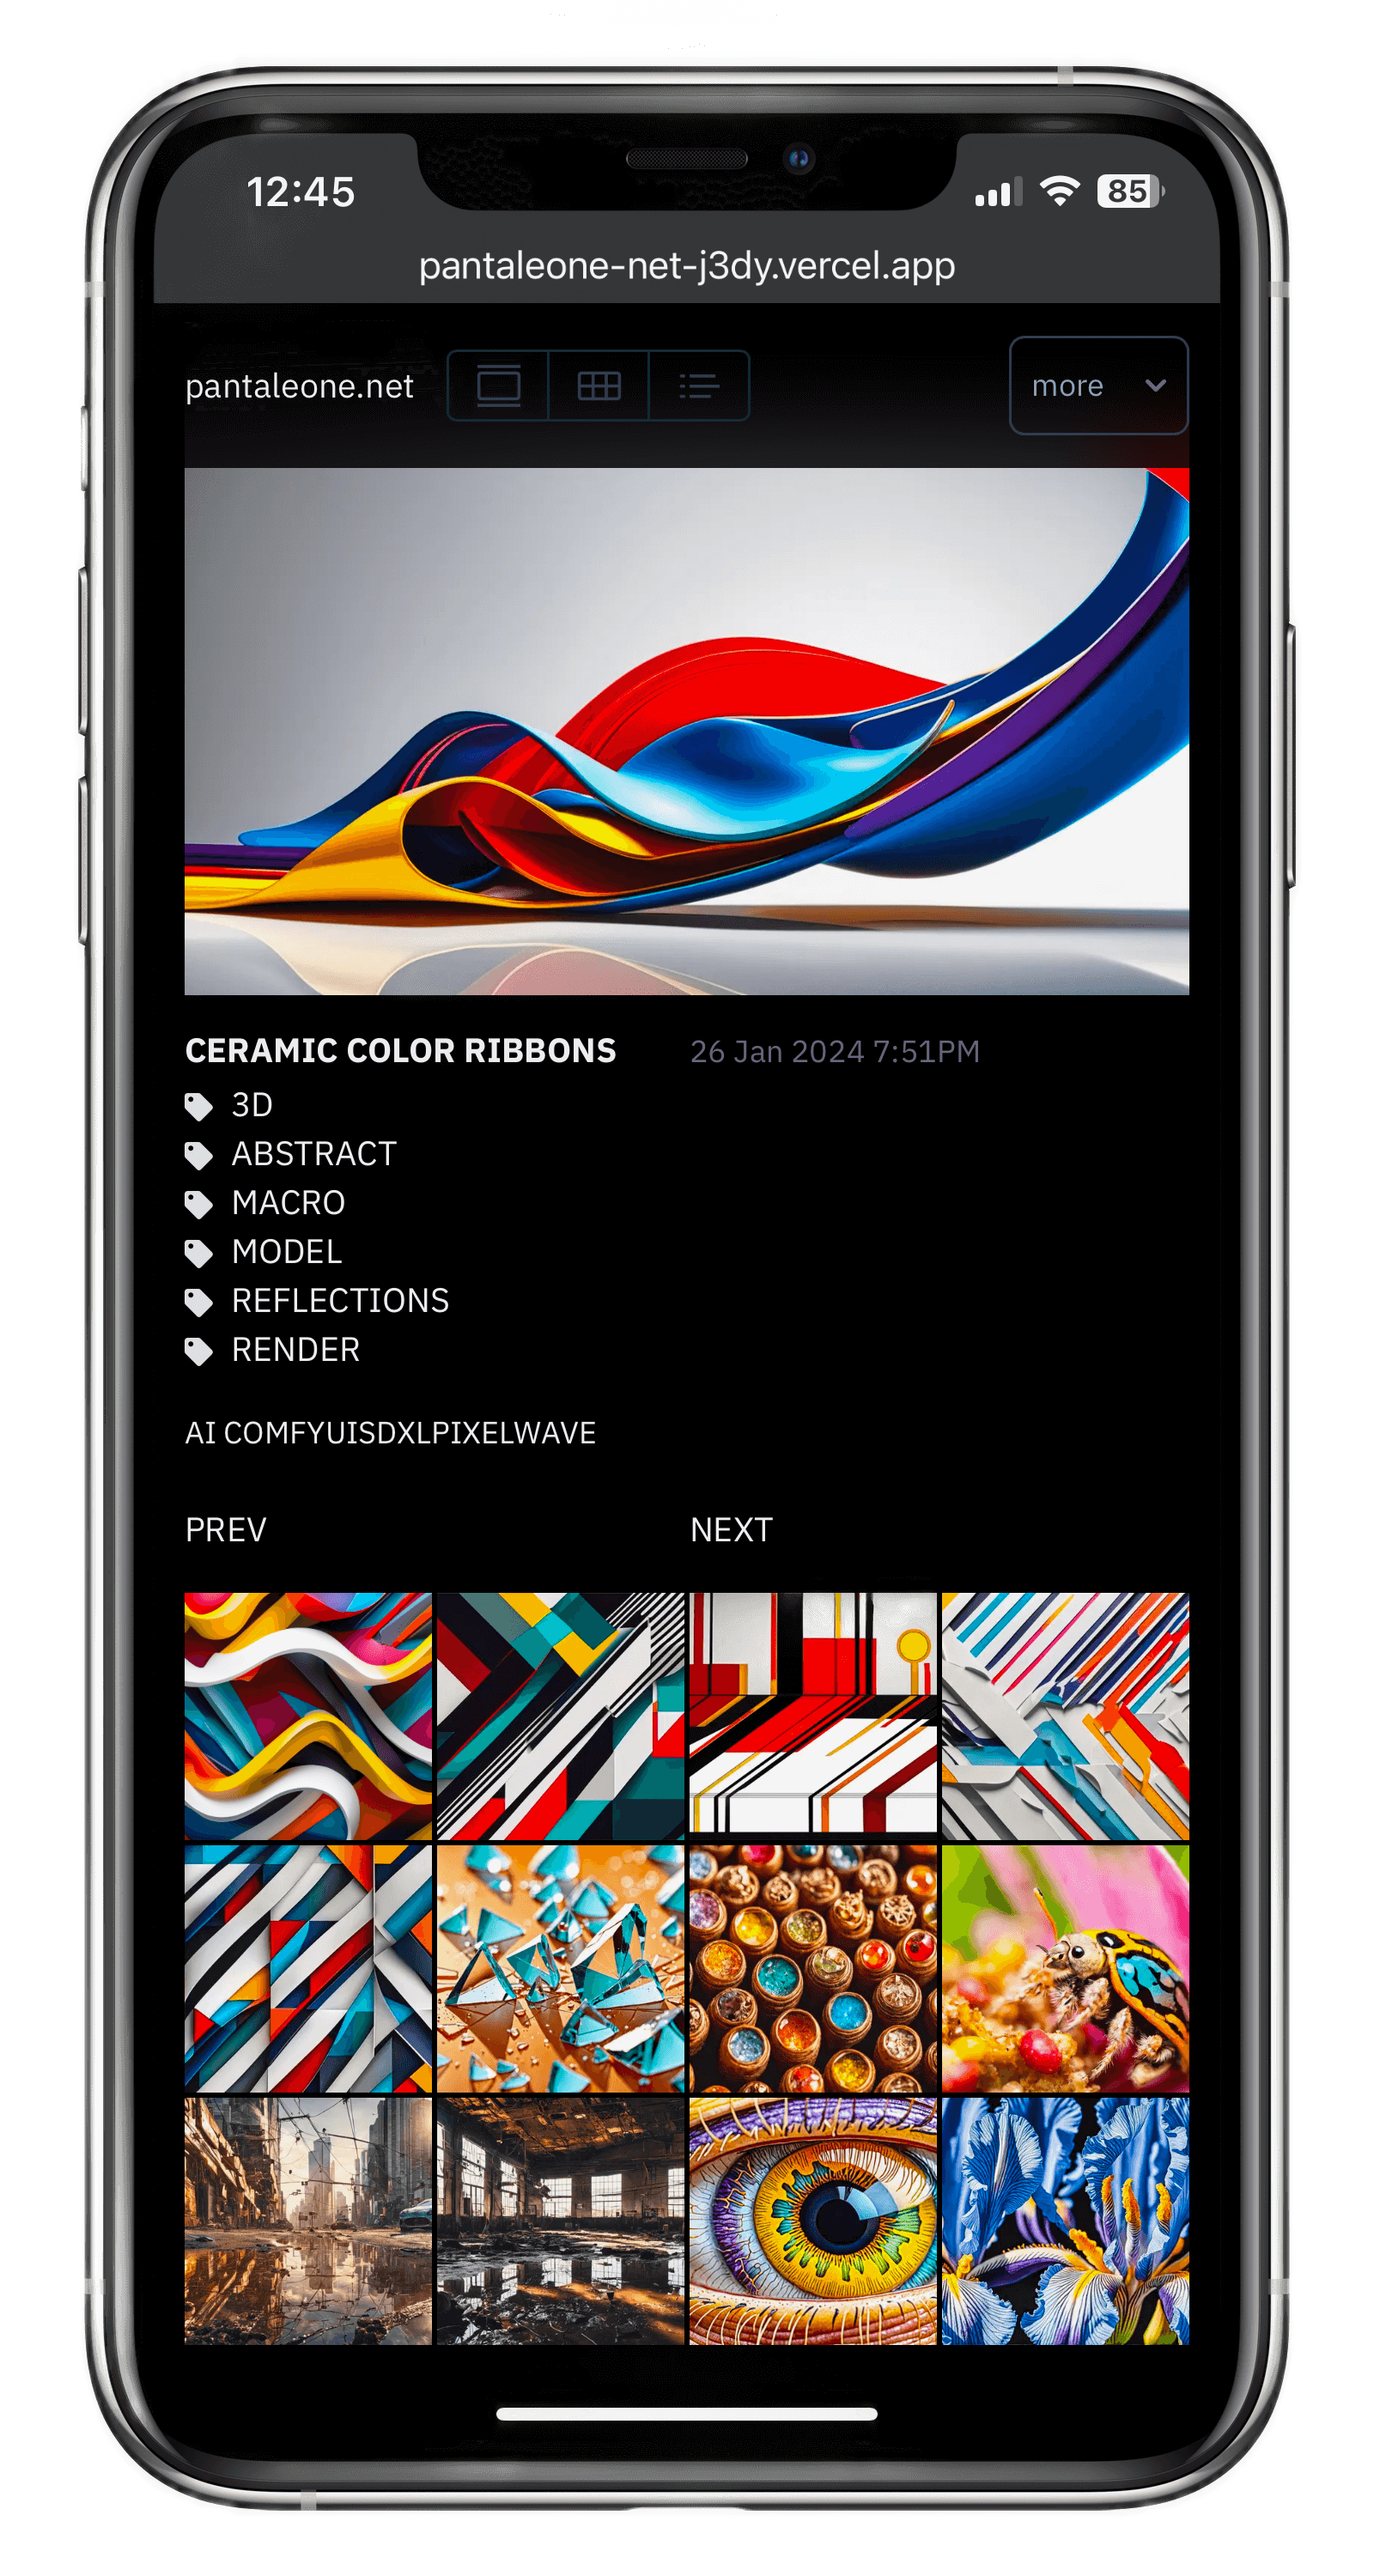 12:45 85
pantaleone-net-j3dy.vercel.app
pantaleone.net more
CERAMIC COLOR RIBBONS 26 Jan 2024 7:51PM
3D
ABSTRACT
MACRO
MODEL
REFLECTIONS
RENDER
AI COMFYUISDXLPIXELWAVE
PREV NEXT